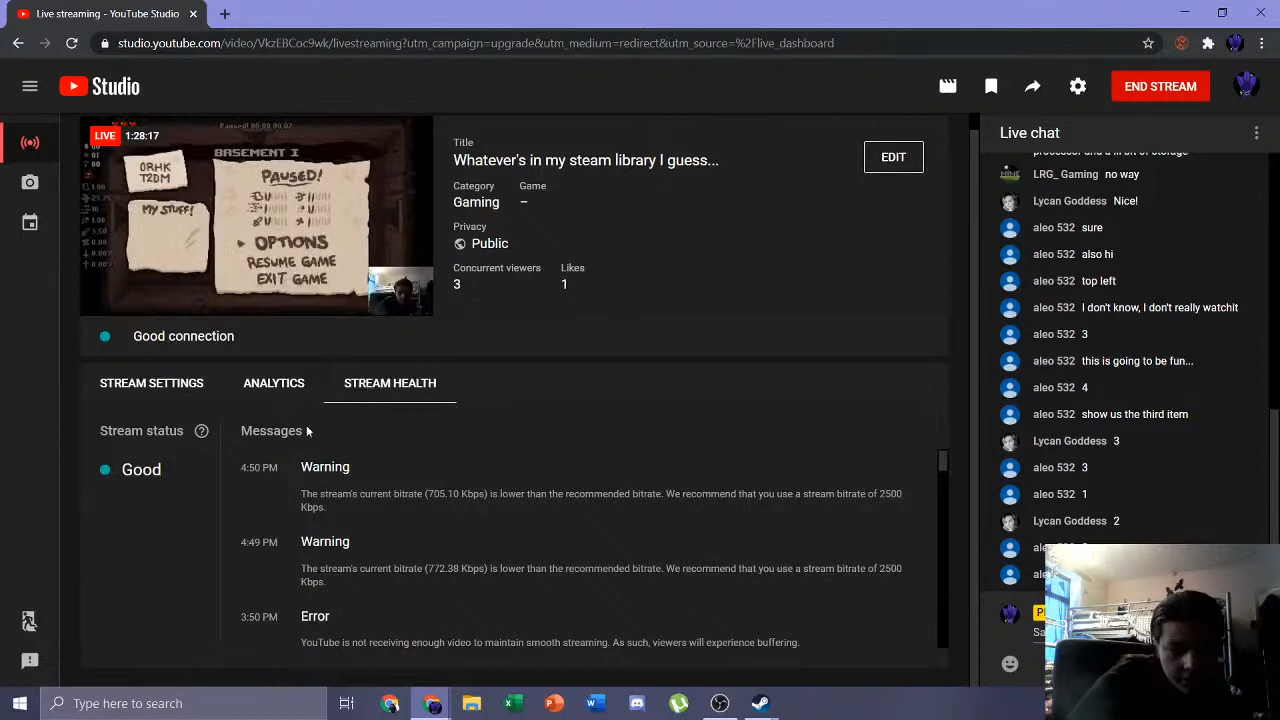 Live streaming - YouTube Studio
studio.youtube.com/video/VkzEBCoc9wk/livestreaming?utm_campaign=upgrade&utm_medium=redirect&utm_source=%2Flive_dashboard
Studio
END STREAM
LIVE 1:28:17
Paused!
BASEMENT I
DRHK
T2DM
MY STUFF!
PAUSED!
OPTIONS
RESUME GAME
EXIT GAME
Good connection
Title
Whatever's in my steam library I guess...
EDIT
Category Game
Gaming –
Privacy
Public
Concurrent viewers Likes
3 1
STREAM SETTINGS ANALYTICS STREAM HEALTH
Stream status
Good
Messages
4:50 PM Warning
The stream's current bitrate (705.10 Kbps) is lower than the recommended bitrate. We recommend that you use a stream bitrate of 2500
Kbps.
4:49 PM Warning
The stream's current bitrate (772.38 Kbps) is lower than the recommended bitrate. We recommend that you use a stream bitrate of 2500
Kbps.
3:50 PM Error
YouTube is not receiving enough video to maintain smooth streaming. As such, viewers will experience buffering.
Live chat
LRG_ Gaming no way
Lycan Goddess Nice!
aleo 532 sure
aleo 532 also hi
aleo 532 top left
aleo 532 I don't know, I don't really watchit
aleo 532 3
aleo 532 this is going to be fun...
aleo 532 4
aleo 532 show us the third item
Lycan Goddess 3
aleo 532 3
aleo 532 1
Lycan Goddess 2
Type here to search